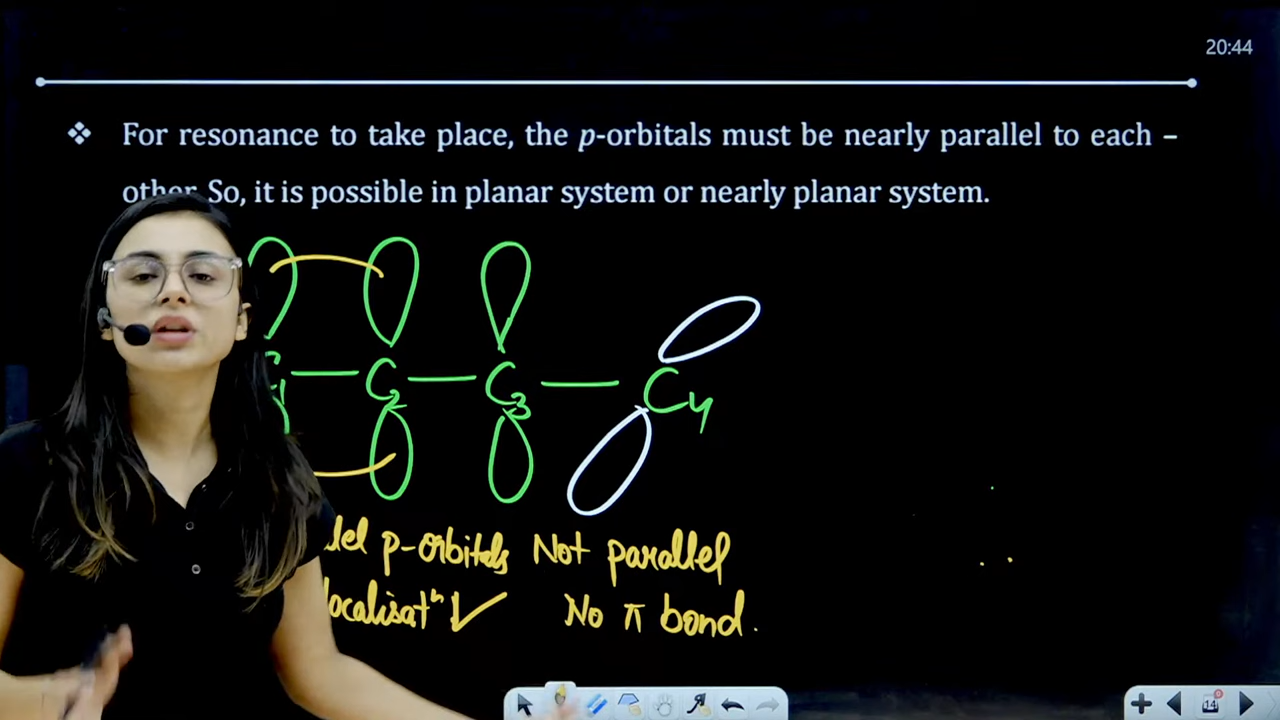 20:44
❖ For resonance to take place, the p-orbitals must be nearly parallel to each –
other. So, it is possible in planar system or nearly planar system.
C2 — C3 — C4
p-orbitals Not parallel
No π bond.
14